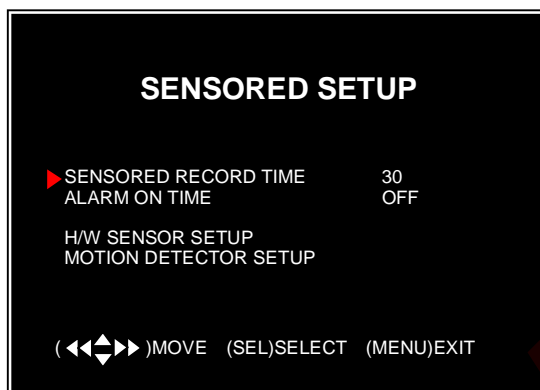 SENSORED SETUP
SENSORED RECORD TIME 30
ALARM ON TIME OFF
H/W SENSOR SETUP
MOTION DETECTOR SETUP
( )MOVE (SEL)SELECT (MENU)EXIT